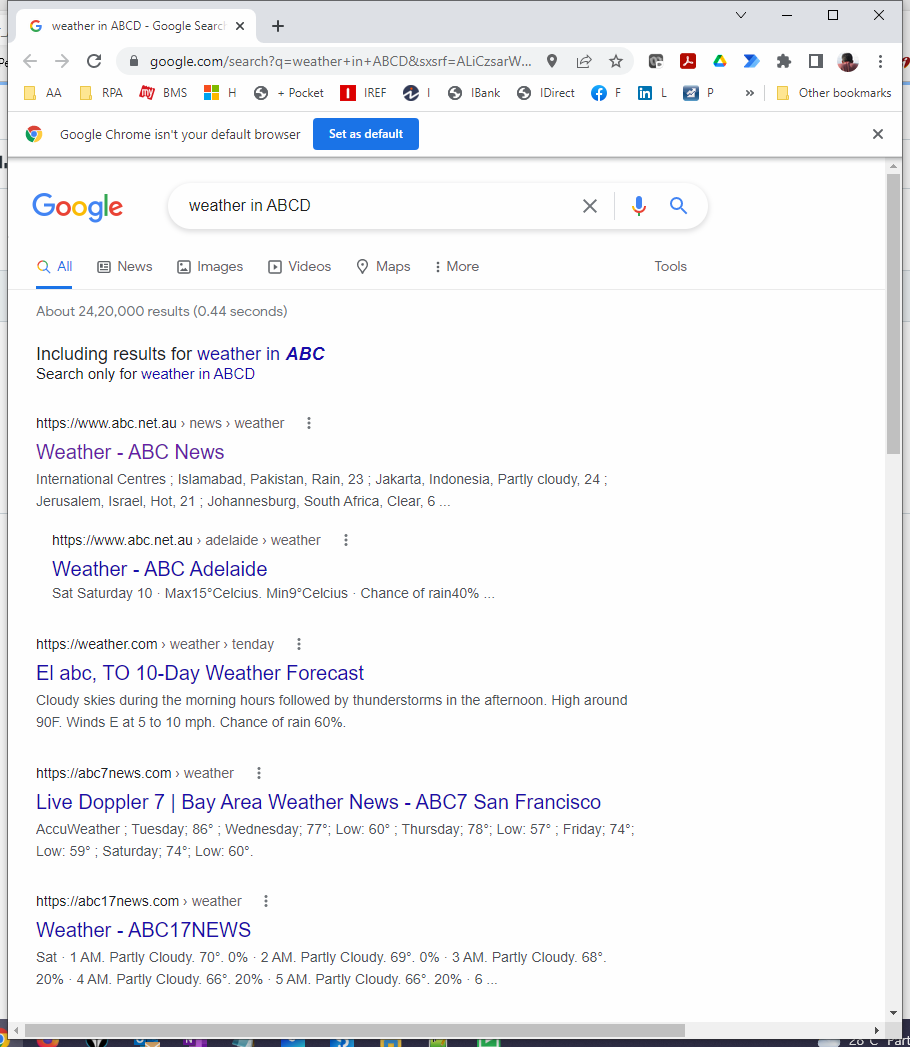 weather in ABCD - Google Searc
google.com/search?q=weather+in+ABCD&sxsrf=ALiCzsarW...
AA RPA BMS H + Pocket IREF I IBank IDirect F L P » Other bookmarks
Google Chrome isn't your default browser Set as default
Google weather in ABCD
All News Images Videos Maps More Tools
About 24,20,000 results (0.44 seconds)
Including results for weather in ABC
Search only for weather in ABCD
https://www.abc.net.au › news › weather
Weather - ABC News
International Centres ; Islamabad, Pakistan, Rain, 23 ; Jakarta, Indonesia, Partly cloudy, 24 ;
Jerusalem, Israel, Hot, 21 ; Johannesburg, South Africa, Clear, 6 ...
https://www.abc.net.au › adelaide › weather
Weather - ABC Adelaide
Sat Saturday 10 · Max15°Celcius. Min9°Celcius · Chance of rain40% ...
https://weather.com › weather › tenday
El abc, TO 10-Day Weather Forecast
Cloudy skies during the morning hours followed by thunderstorms in the afternoon. High around
90F. Winds E at 5 to 10 mph. Chance of rain 60%.
https://abc7news.com › weather
Live Doppler 7 | Bay Area Weather News - ABC7 San Francisco
AccuWeather ; Tuesday; 86° ; Wednesday; 77°; Low: 60° ; Thursday; 78°; Low: 57° ; Friday; 74°;
Low: 59° ; Saturday; 74°; Low: 60°.
https://abc17news.com › weather
Weather - ABC17NEWS
Sat · 1 AM. Partly Cloudy. 70°. 0% · 2 AM. Partly Cloudy. 69°. 0% · 3 AM. Partly Cloudy. 68°.
20% · 4 AM. Partly Cloudy. 66°. 20% · 5 AM. Partly Cloudy. 66°. 20% · 6 ...
28°C